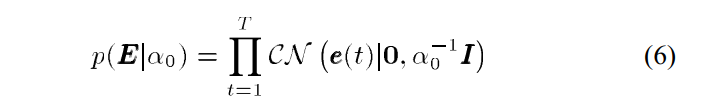 p(E|α₀) = ∏_{t=1}^{T} 𝒞𝒩 (e(t)|0, α₀⁻¹I) (6)